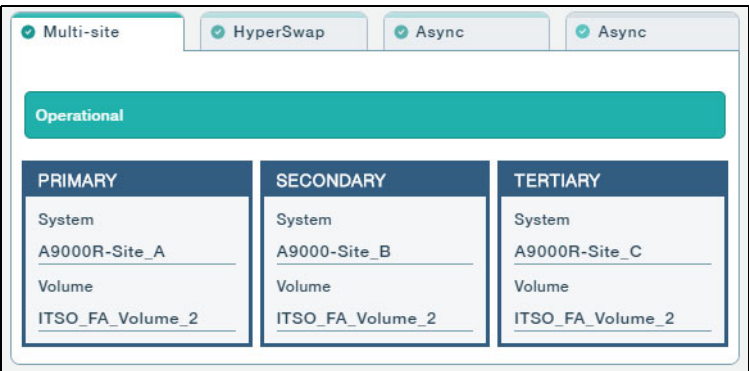 Multi-site HyperSwap Async Async
Operational
PRIMARY SECONDARY TERTIARY
System System System
A9000R-Site_A A9000-Site_B A9000R-Site_C
Volume Volume Volume
ITSO_FA_Volume_2 ITSO_FA_Volume_2 ITSO_FA_Volume_2